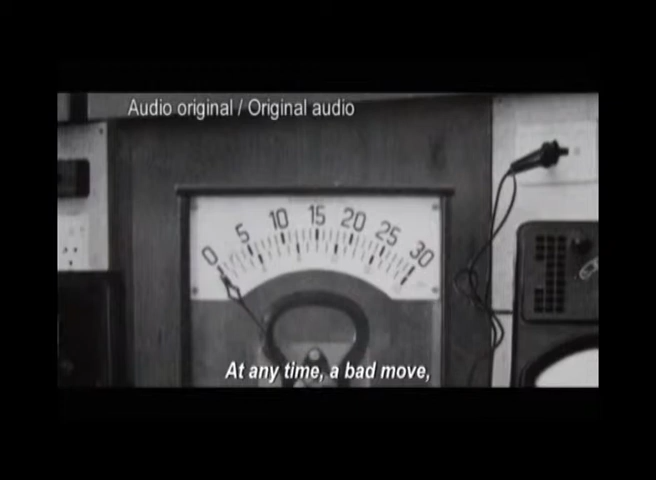 Audio original / Original audio
0 5 10 15 20 25 30
At any time, a bad move,